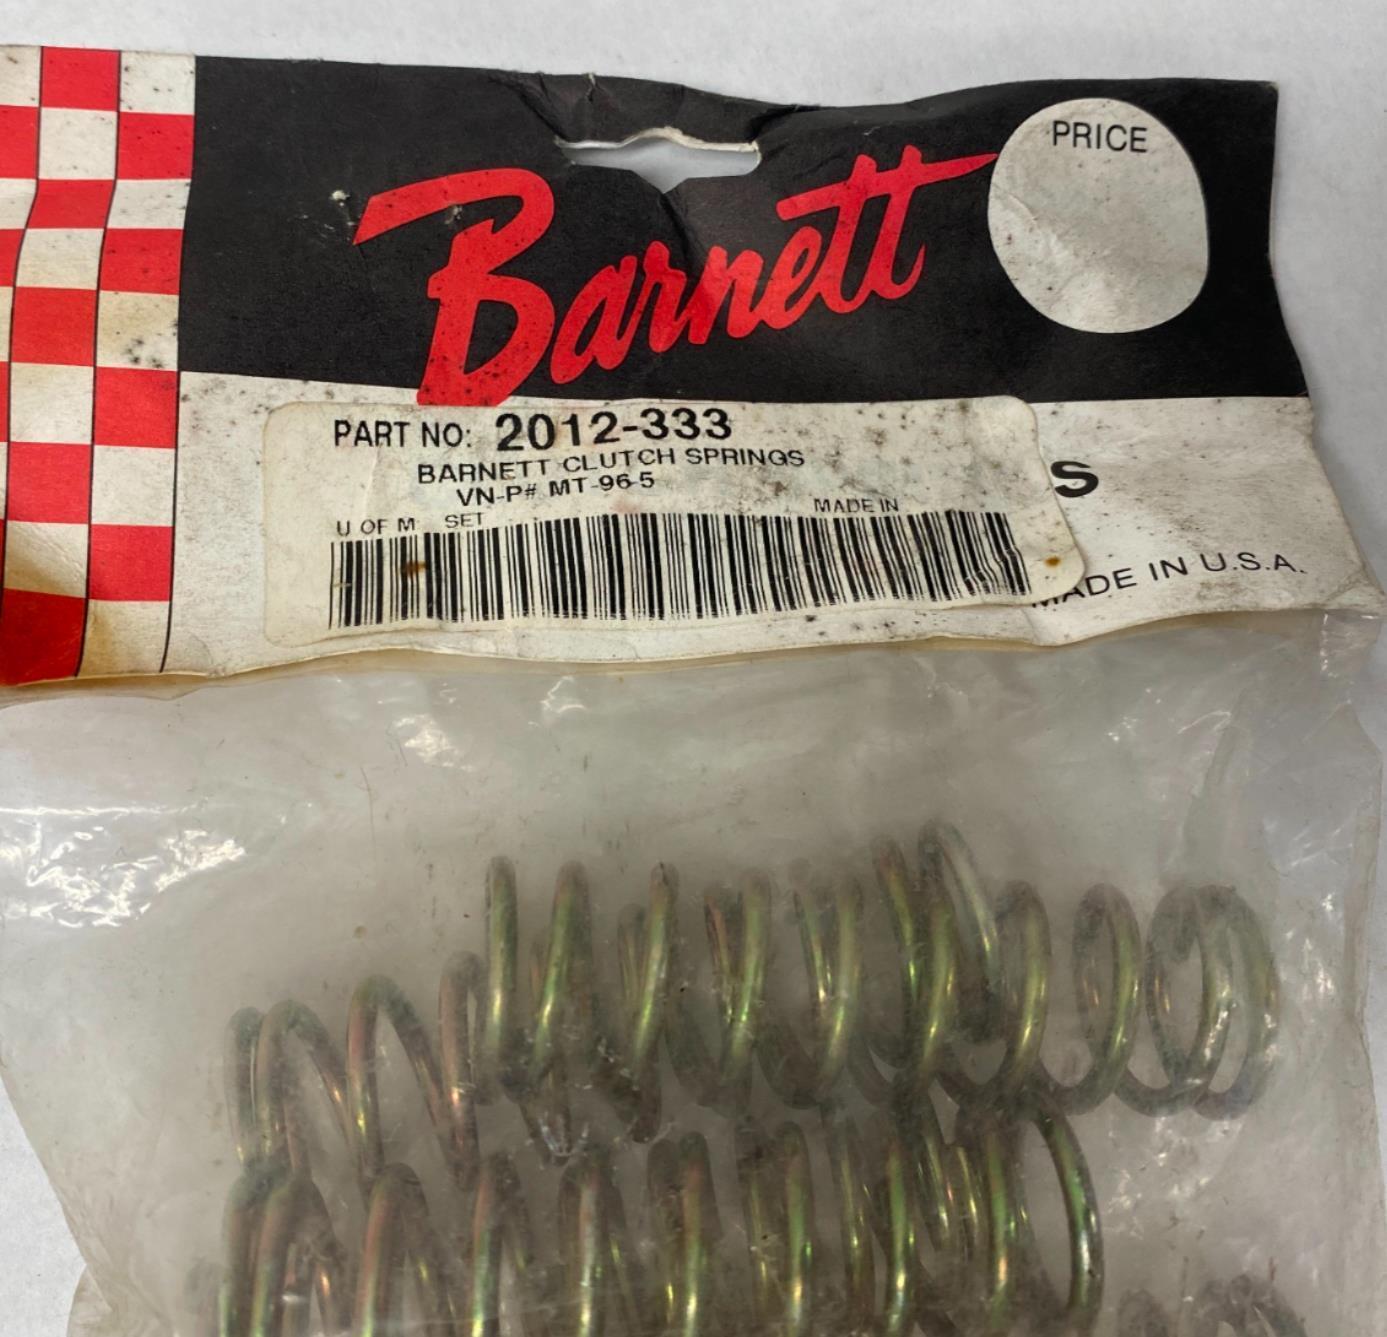 PRICE
Barnett
PART NO: 2012-333
BARNETT CLUTCH SPRINGS
VN-P# MT-96-5
S
U OF M SET MADE IN
MADE IN U.S.A.